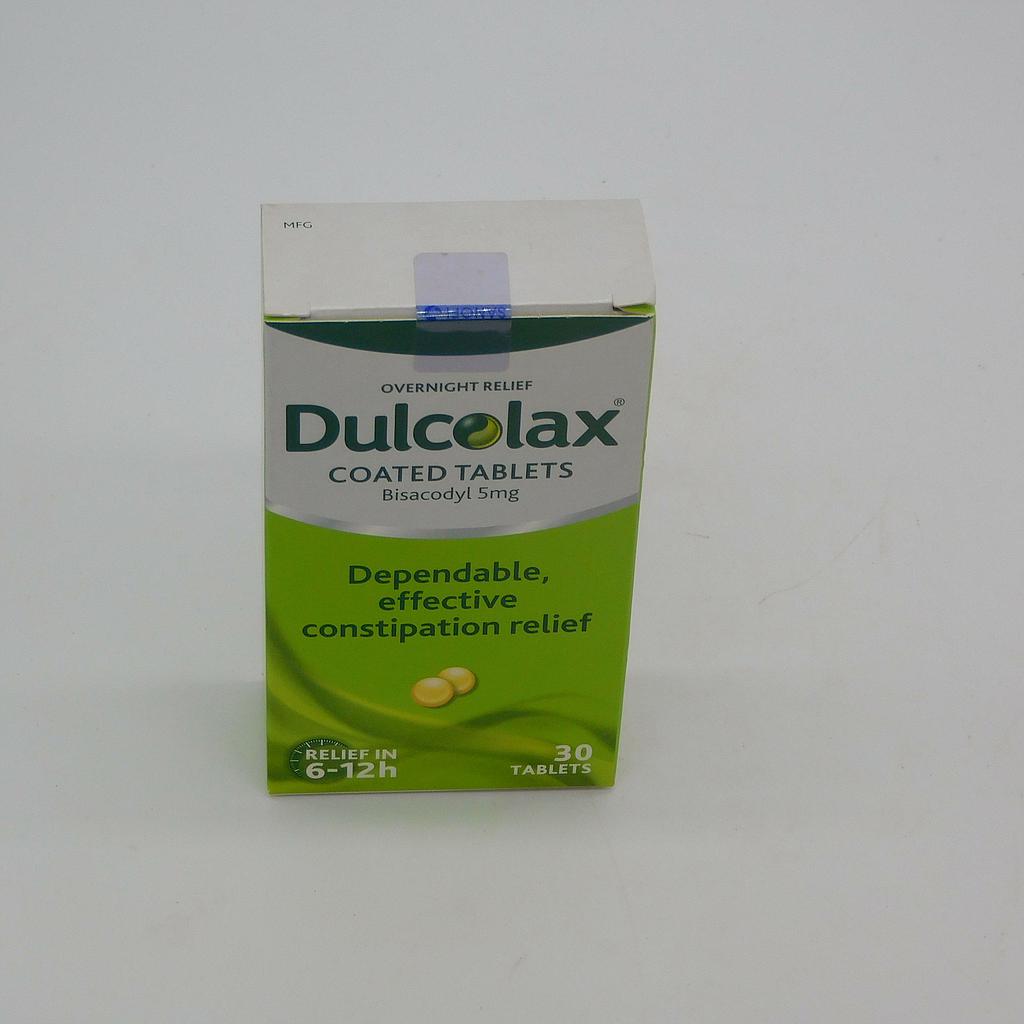 MFG
OVERNIGHT RELIEF
Dulcolax®
COATED TABLETS
Bisacodyl 5mg
Dependable,
effective
constipation relief
RELIEF IN
6-12h
30
TABLETS